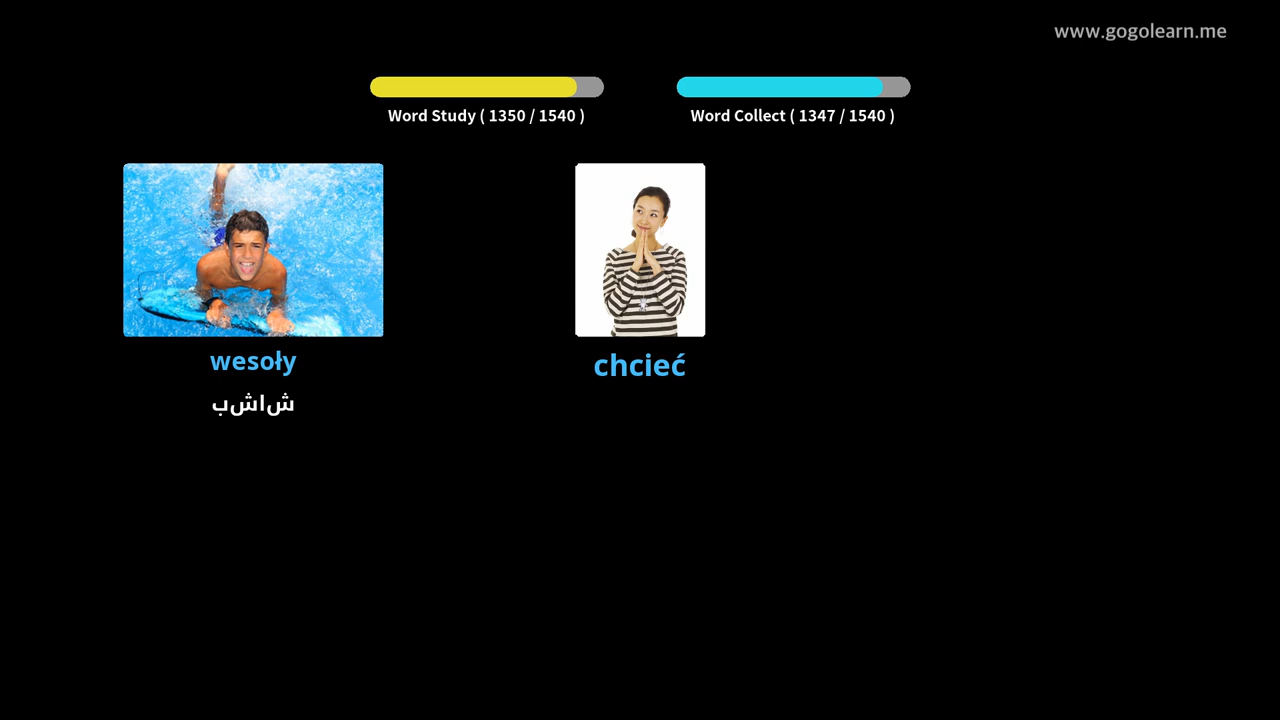 www.gogolearn.me
Word Study ( 1350 / 1540 )
Word Collect ( 1347 / 1540 )
wesoły
شاشب
chcieć